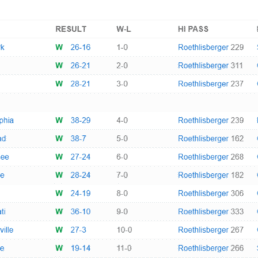 RESULT W-L HI PASS
k W 26-16 1-0 Roethlisberger 229
W 26-21 2-0 Roethlisberger 311
W 28-21 3-0 Roethlisberger 237
phia W 38-29 4-0 Roethlisberger 239
d W 38-7 5-0 Roethlisberger 162
ee W 27-24 6-0 Roethlisberger 268
e W 28-24 7-0 Roethlisberger 182
W 24-19 8-0 Roethlisberger 306
ti W 36-10 9-0 Roethlisberger 333
ville W 27-3 10-0 Roethlisberger 267
e W 19-14 11-0 Roethlisberger 266